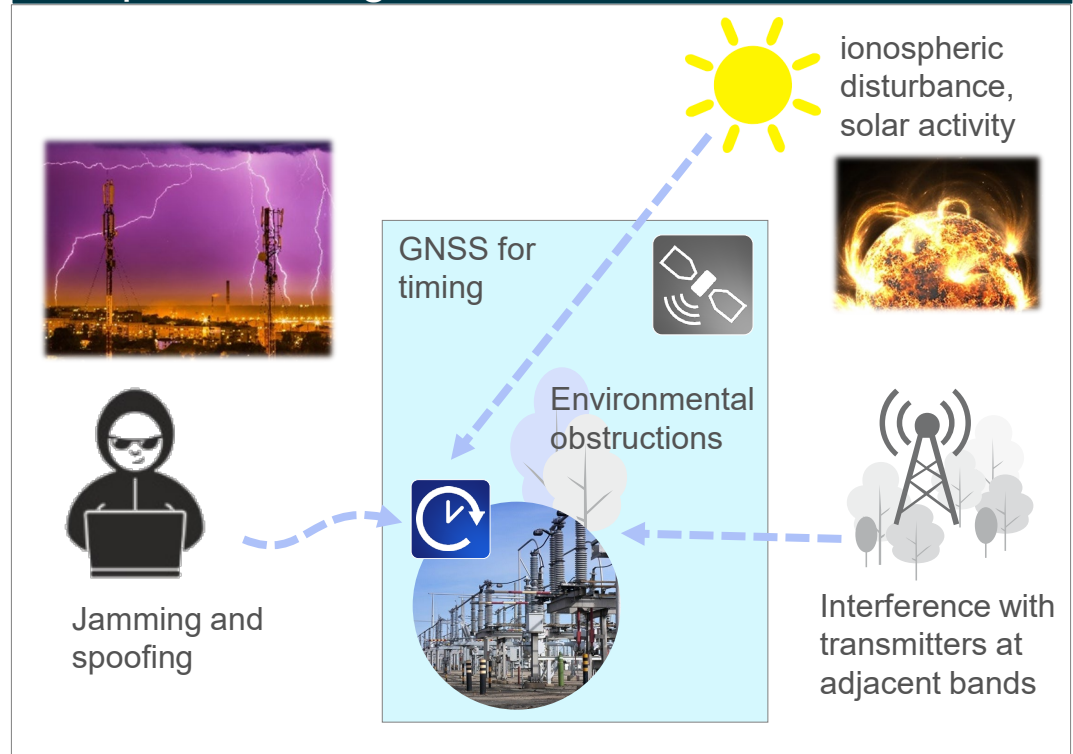 ionospheric
disturbance,
solar activity
GNSS for
timing
Environmental
obstructions
Jamming and
spoofing
Interference with
transmitters at
adjacent bands